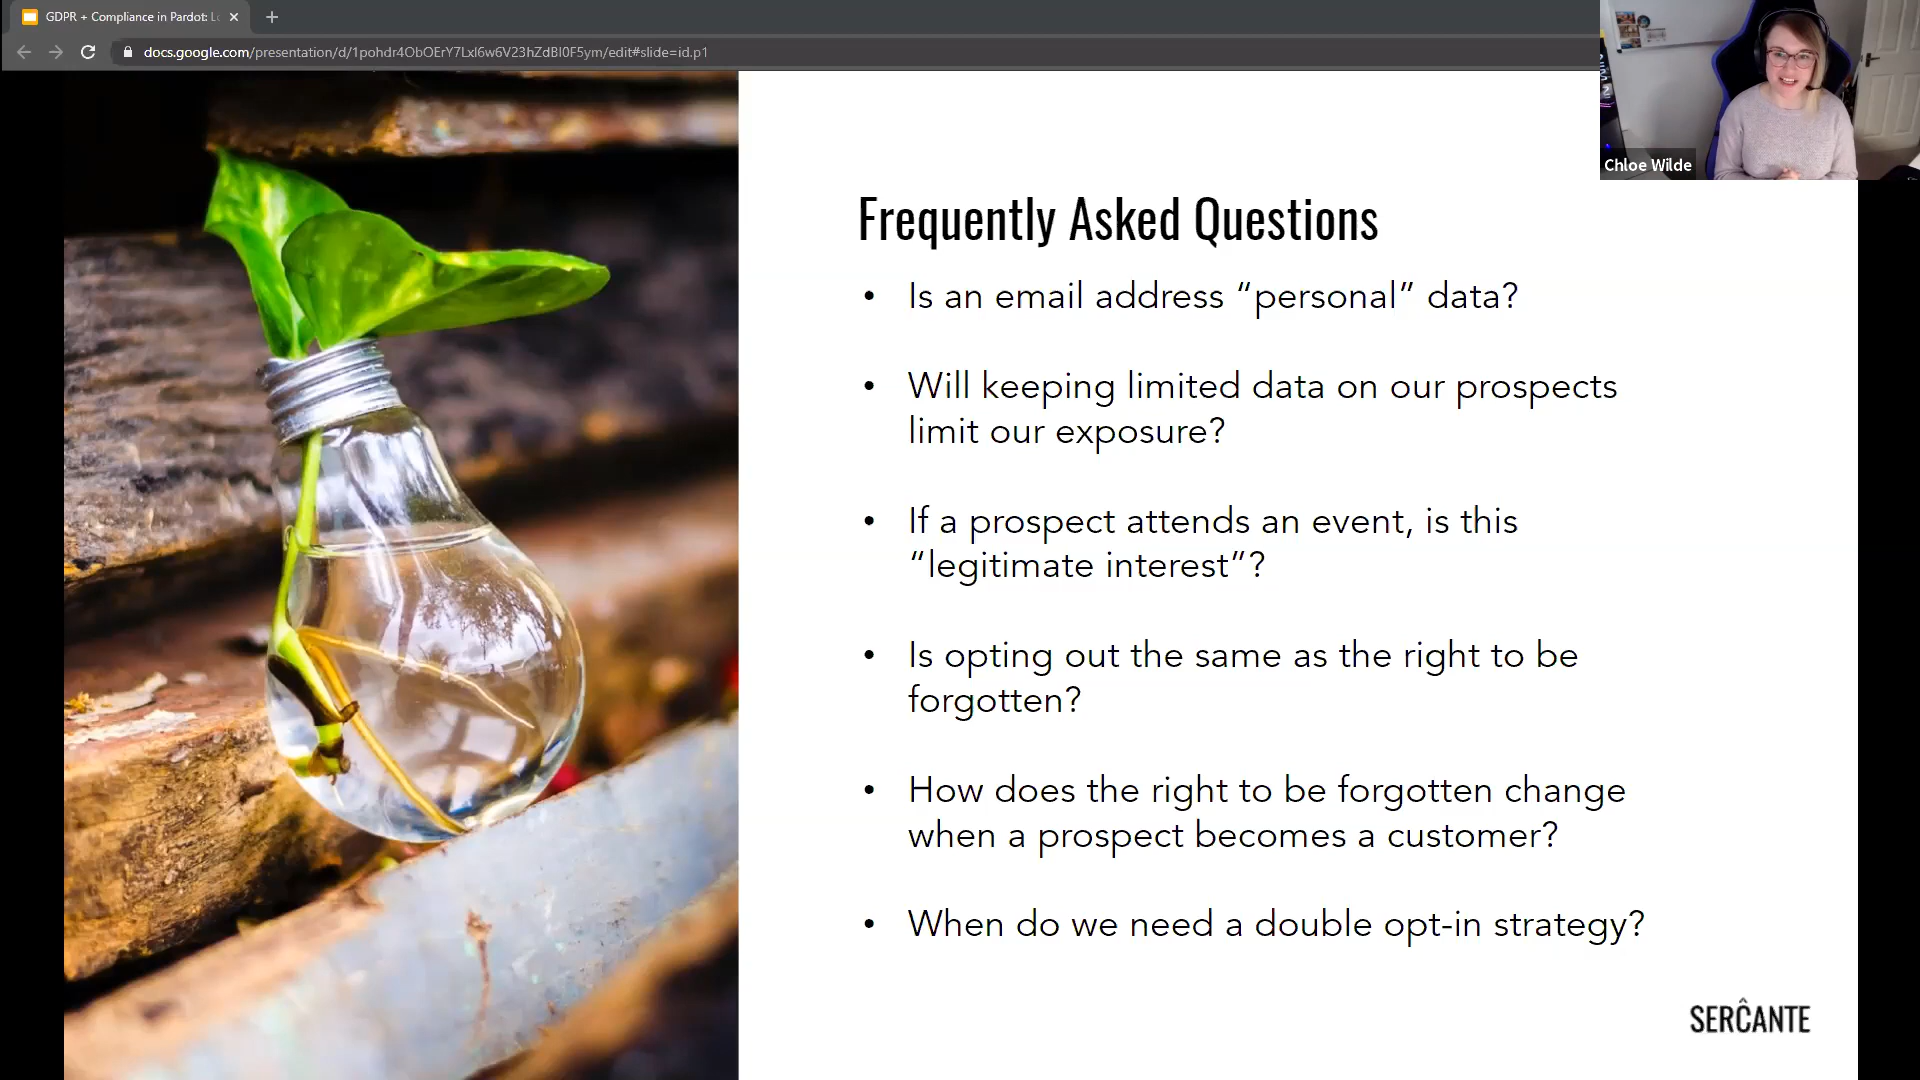 GDPR + Compliance in Pardot: Lo
docs.google.com/presentation/d/1pohdr4ObOErY7LxI6w6V23hZdBI0F5ym/edit#slide=id.p1
Chloe Wilde
Frequently Asked Questions
• Is an email address “personal” data?
• Will keeping limited data on our prospects
limit our exposure?
• If a prospect attends an event, is this
“legitimate interest”?
• Is opting out the same as the right to be
forgotten?
• How does the right to be forgotten change
when a prospect becomes a customer?
• When do we need a double opt-in strategy?
SERĈANTE